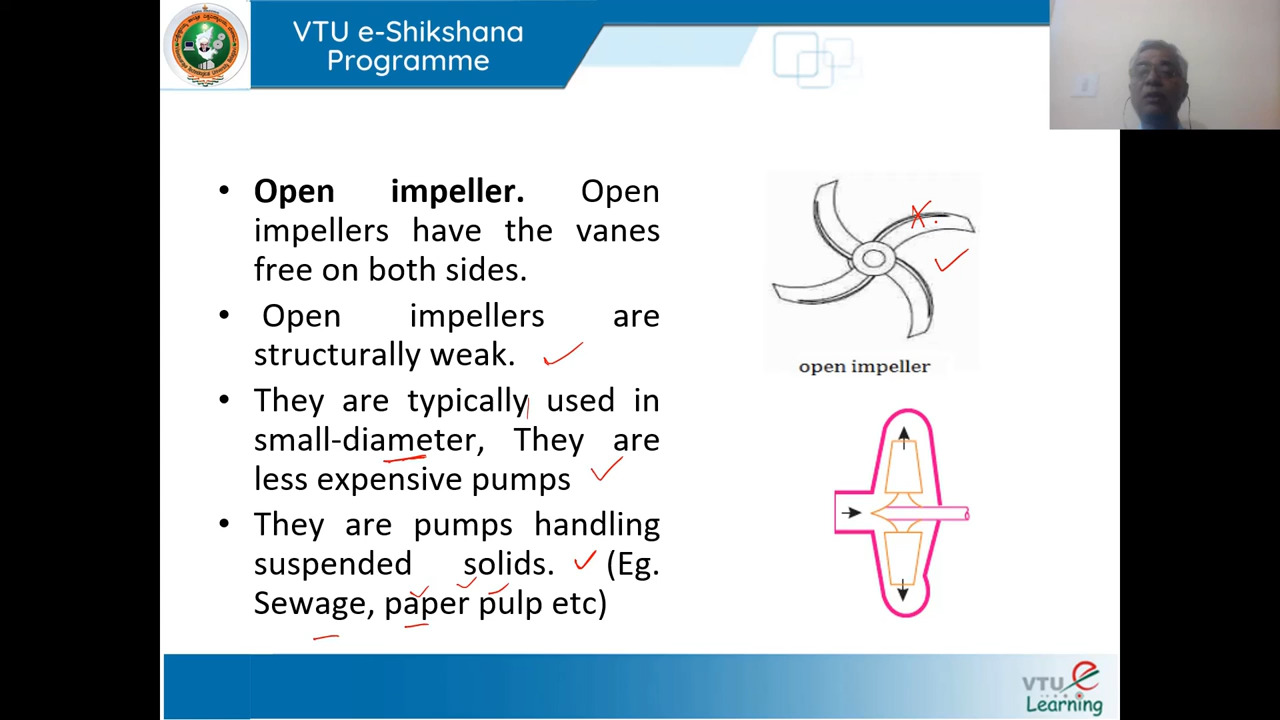 VTU e-Shikshana
Programme
• Open impeller. Open
impellers have the vanes
free on both sides.
• Open impellers are
structurally weak.
• They are typically used in
small-diameter, They are
less expensive pumps
• They are pumps handling
suspended solids. (Eg.
Sewage, paper pulp etc)
open impeller
VTU e
Learning